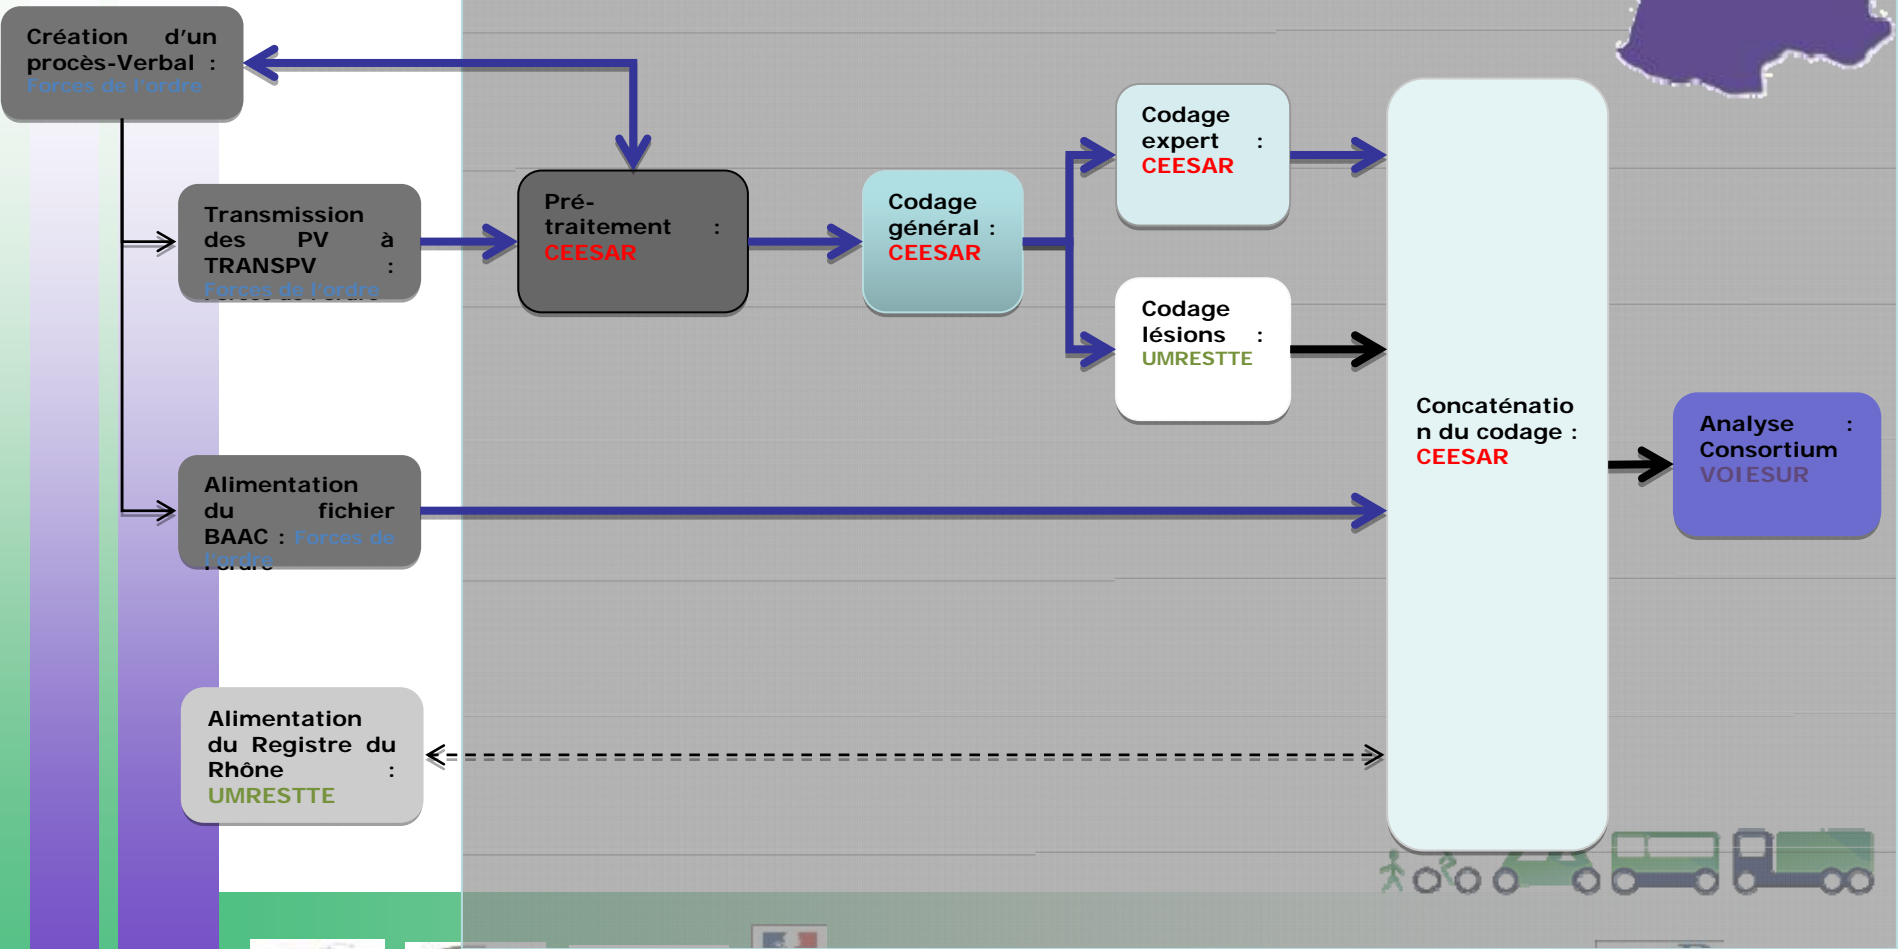 Création d'un
procès-Verbal :
Forces de l'ordre
Transmission
des PV à
TRANSPV :
Forces de l'ordre
Pré-
traitement :
CEESAR
Codage
général :
CEESAR
Codage
expert :
CEESAR
Codage
lésions :
UMRESTTE
Concaténatio
n du codage :
CEESAR
Analyse :
Consortium
VOIESUR
Alimentation
du fichier
BAAC : Forces de
l'ordre
Alimentation
du Registre du
Rhône :
UMRESTTE